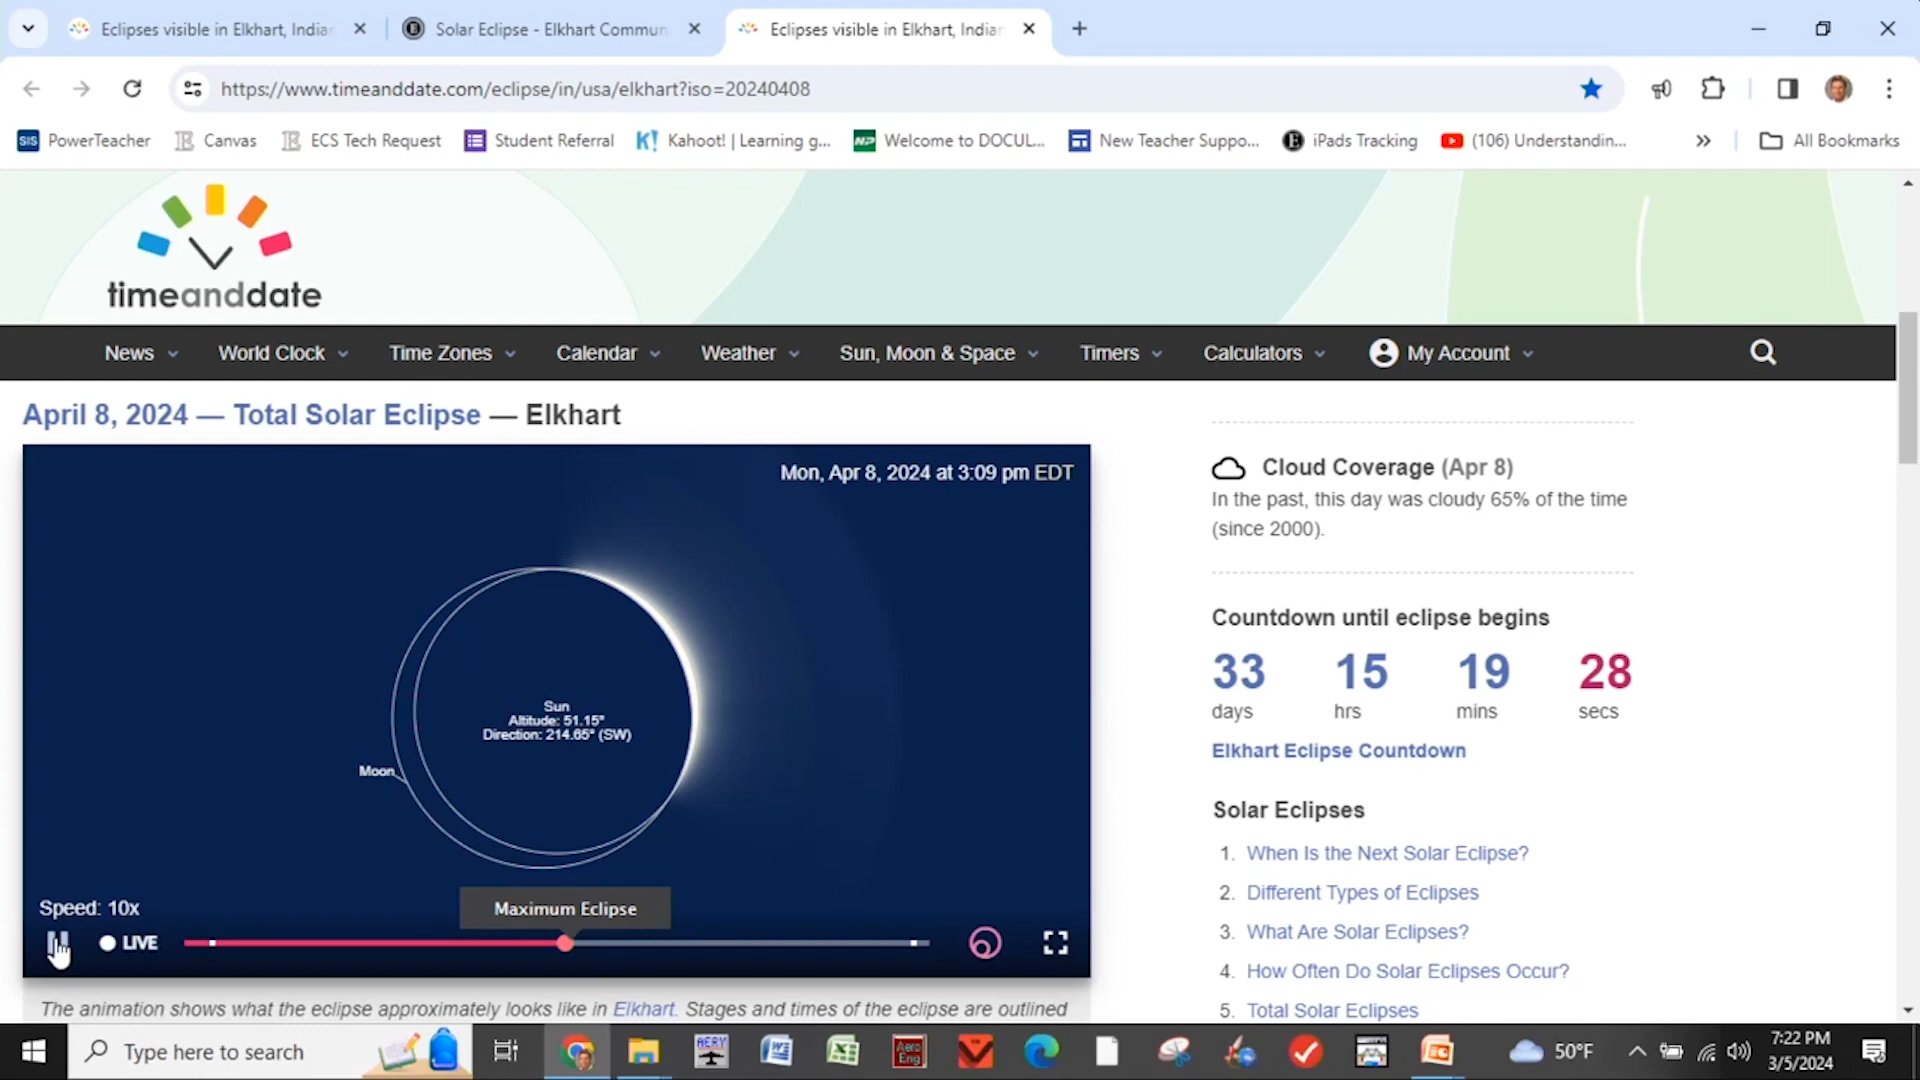 Eclipses visible in Elkhart, Indian
Solar Eclipse - Elkhart Commun
Eclipses visible in Elkhart, Indian
https://www.timeanddate.com/eclipse/in/usa/elkhart?iso=20240408
SIS PowerTeacher
Canvas
ECS Tech Request
Student Referral
K! Kahoot! | Learning g...
Welcome to DOCUL...
New Teacher Suppo...
iPads Tracking
(106) Understandin...
»
All Bookmarks
timeanddate
News
World Clock
Time Zones
Calendar
Weather
Sun, Moon & Space
Timers
Calculators
My Account
April 8, 2024 — Total Solar Eclipse — Elkhart
Mon, Apr 8, 2024 at 3:09 pm EDT
Sun
Altitude: 51.15°
Direction: 214.65° (SW)
Moon
Maximum Eclipse
Speed: 10x
LIVE
The animation shows what the eclipse approximately looks like in Elkhart. Stages and times of the eclipse are outlined
Cloud Coverage (Apr 8)
In the past, this day was cloudy 65% of the time
(since 2000).
Countdown until eclipse begins
33 15 19 28
days hrs mins secs
Elkhart Eclipse Countdown
Solar Eclipses
1. When Is the Next Solar Eclipse?
2. Different Types of Eclipses
3. What Are Solar Eclipses?
4. How Often Do Solar Eclipses Occur?
5. Total Solar Eclipses
Type here to search
AERY
Aero
Eng
50°F
7:22 PM
3/5/2024